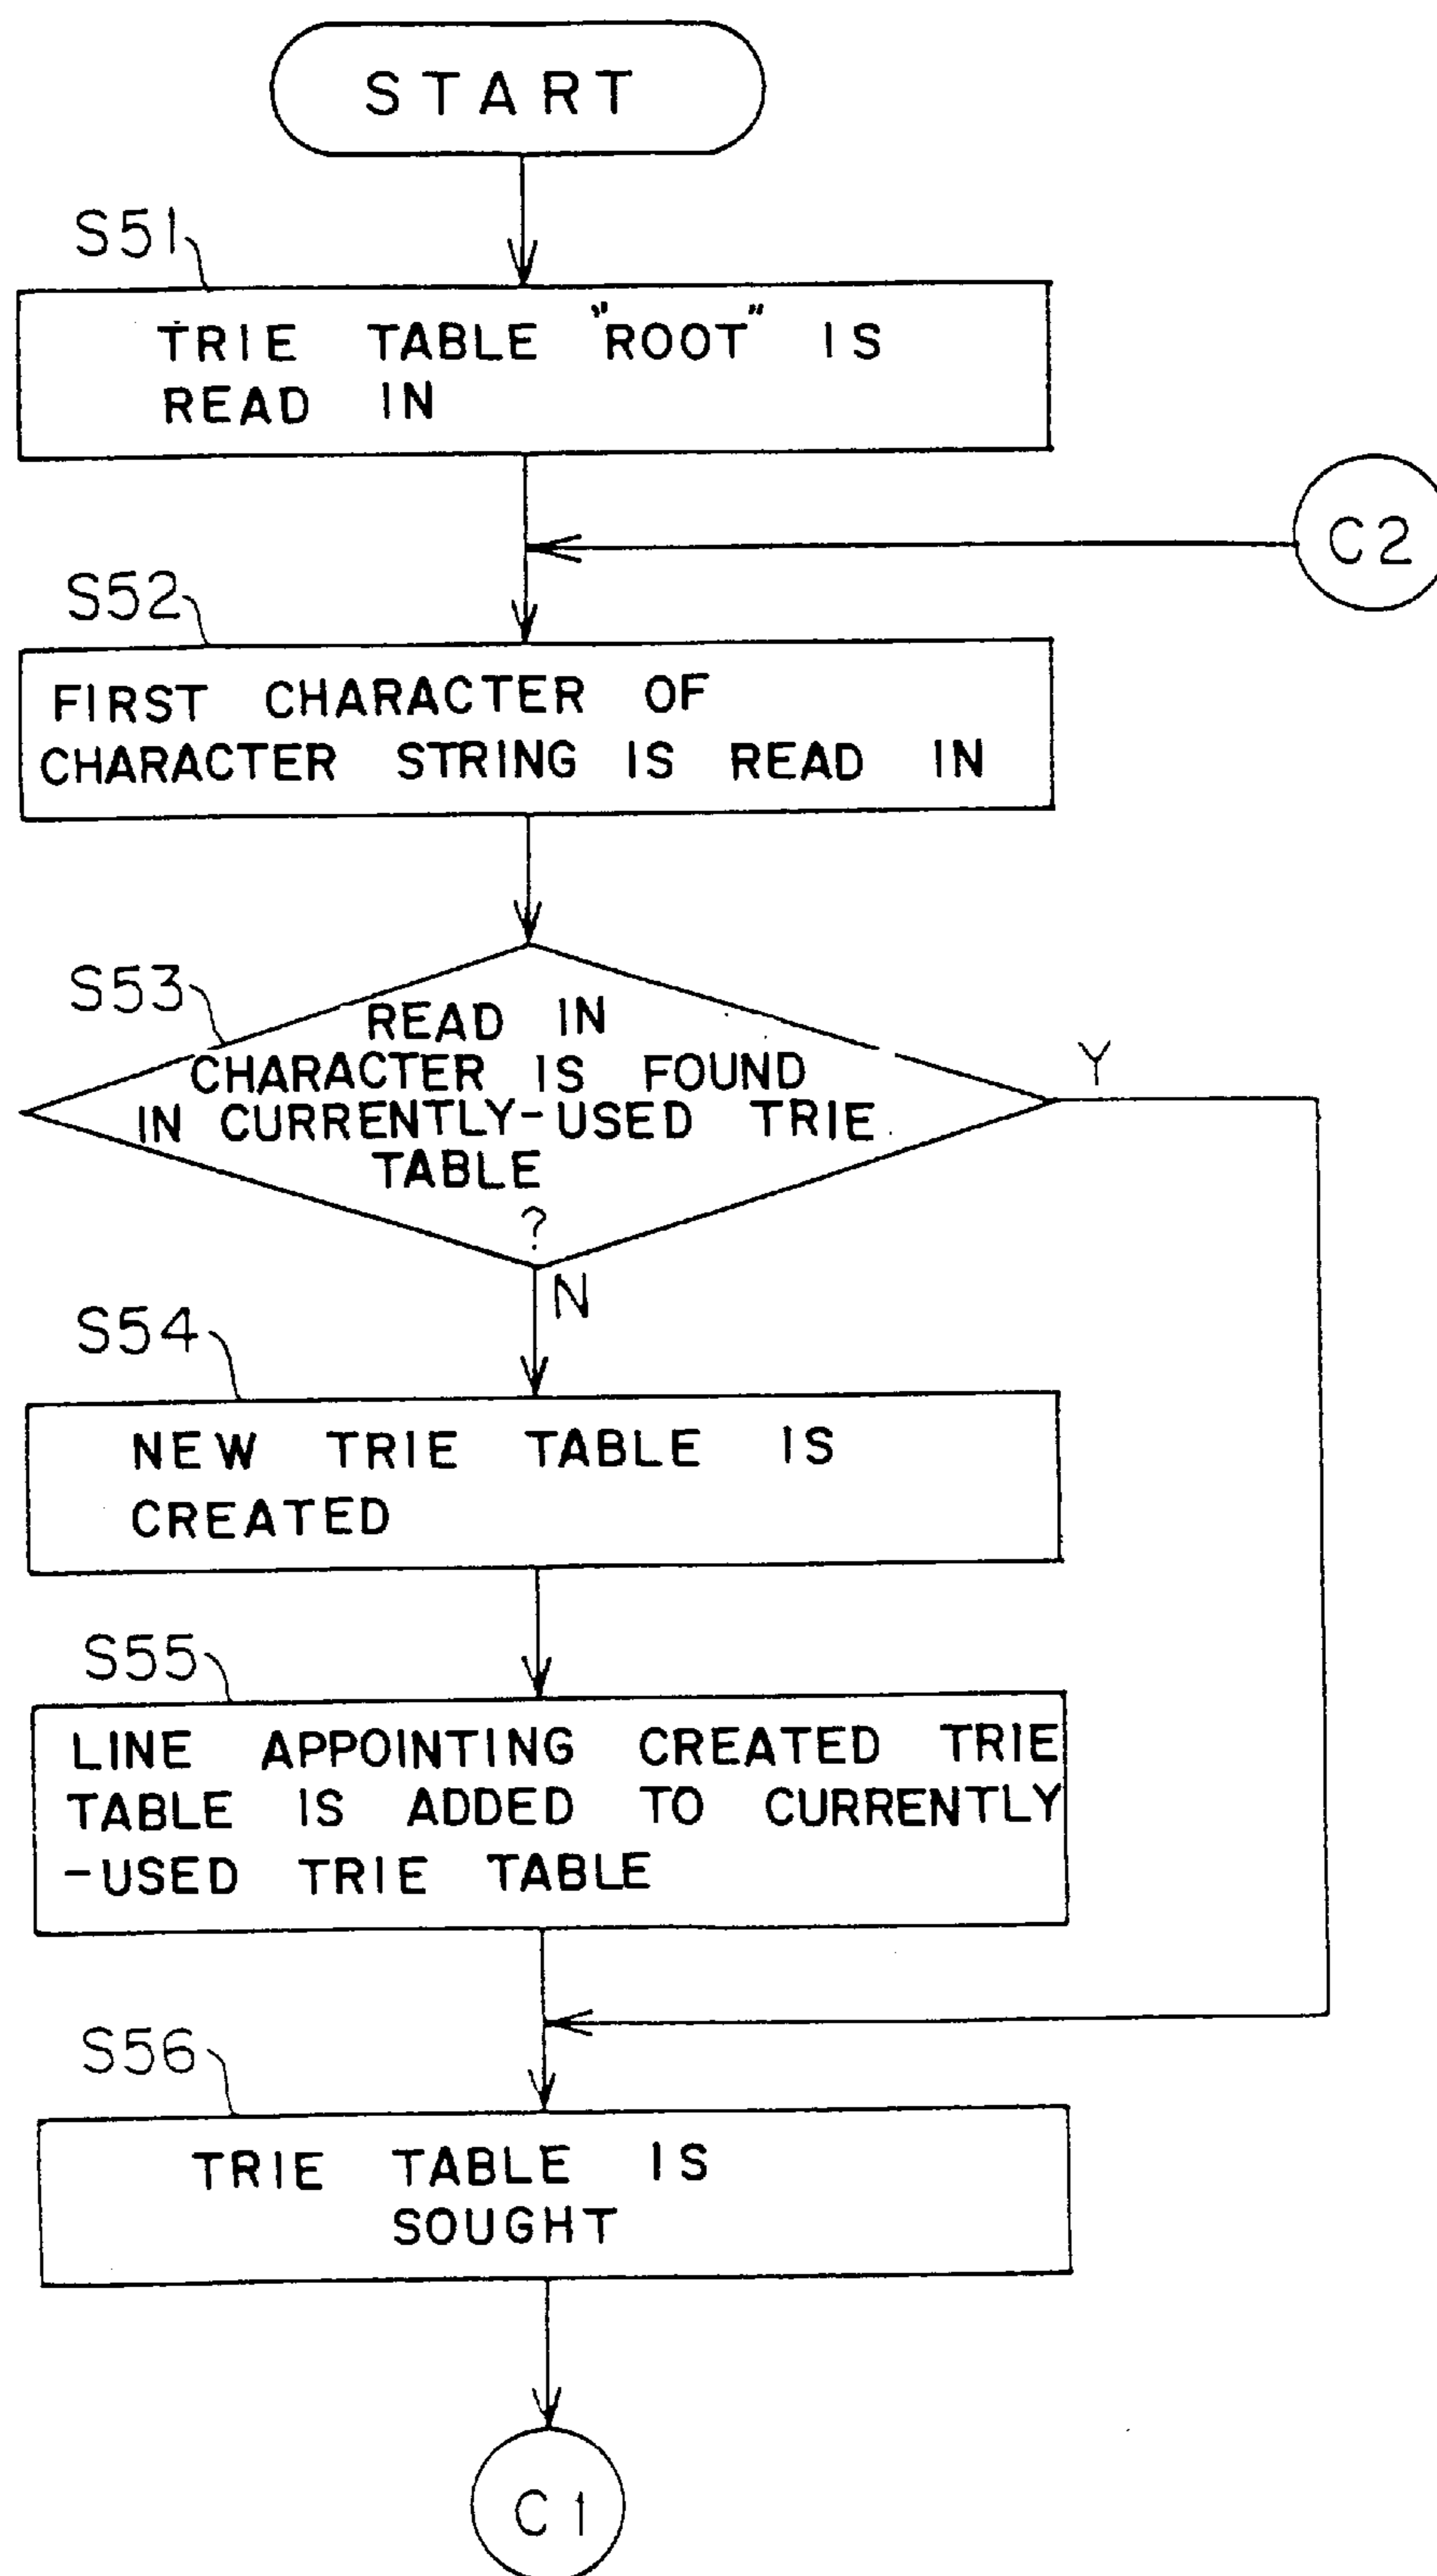 START
S51
TRIE TABLE "ROOT" IS
READ IN
C2
S52
FIRST CHARACTER OF
CHARACTER STRING IS READ IN
S53
READ IN
CHARACTER IS FOUND
IN CURRENTLY-USED TRIE
TABLE
?
Y
N
S54
NEW TRIE TABLE IS
CREATED
S55
LINE APPOINTING CREATED TRIE
TABLE IS ADDED TO CURRENTLY
-USED TRIE TABLE
S56
TRIE TABLE IS
SOUGHT
C1